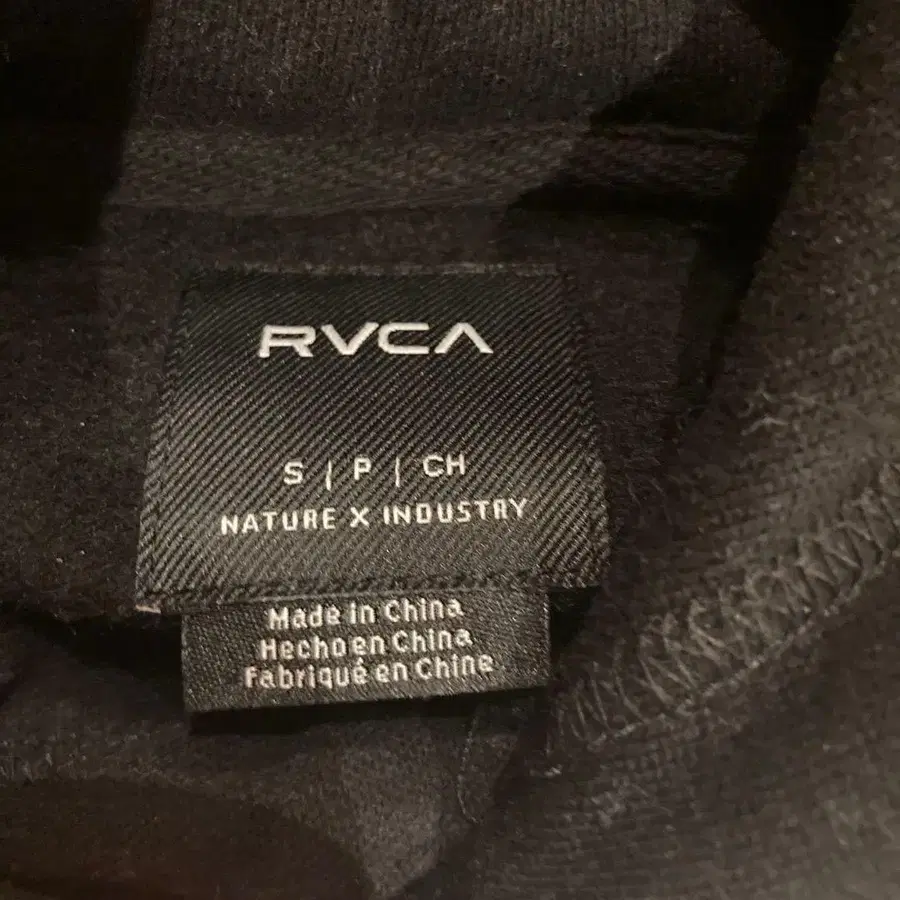 RVCA
S | P | CH
NATURE X INDUSTRY
Made in China
Hecho en China
Fabriqué en Chine